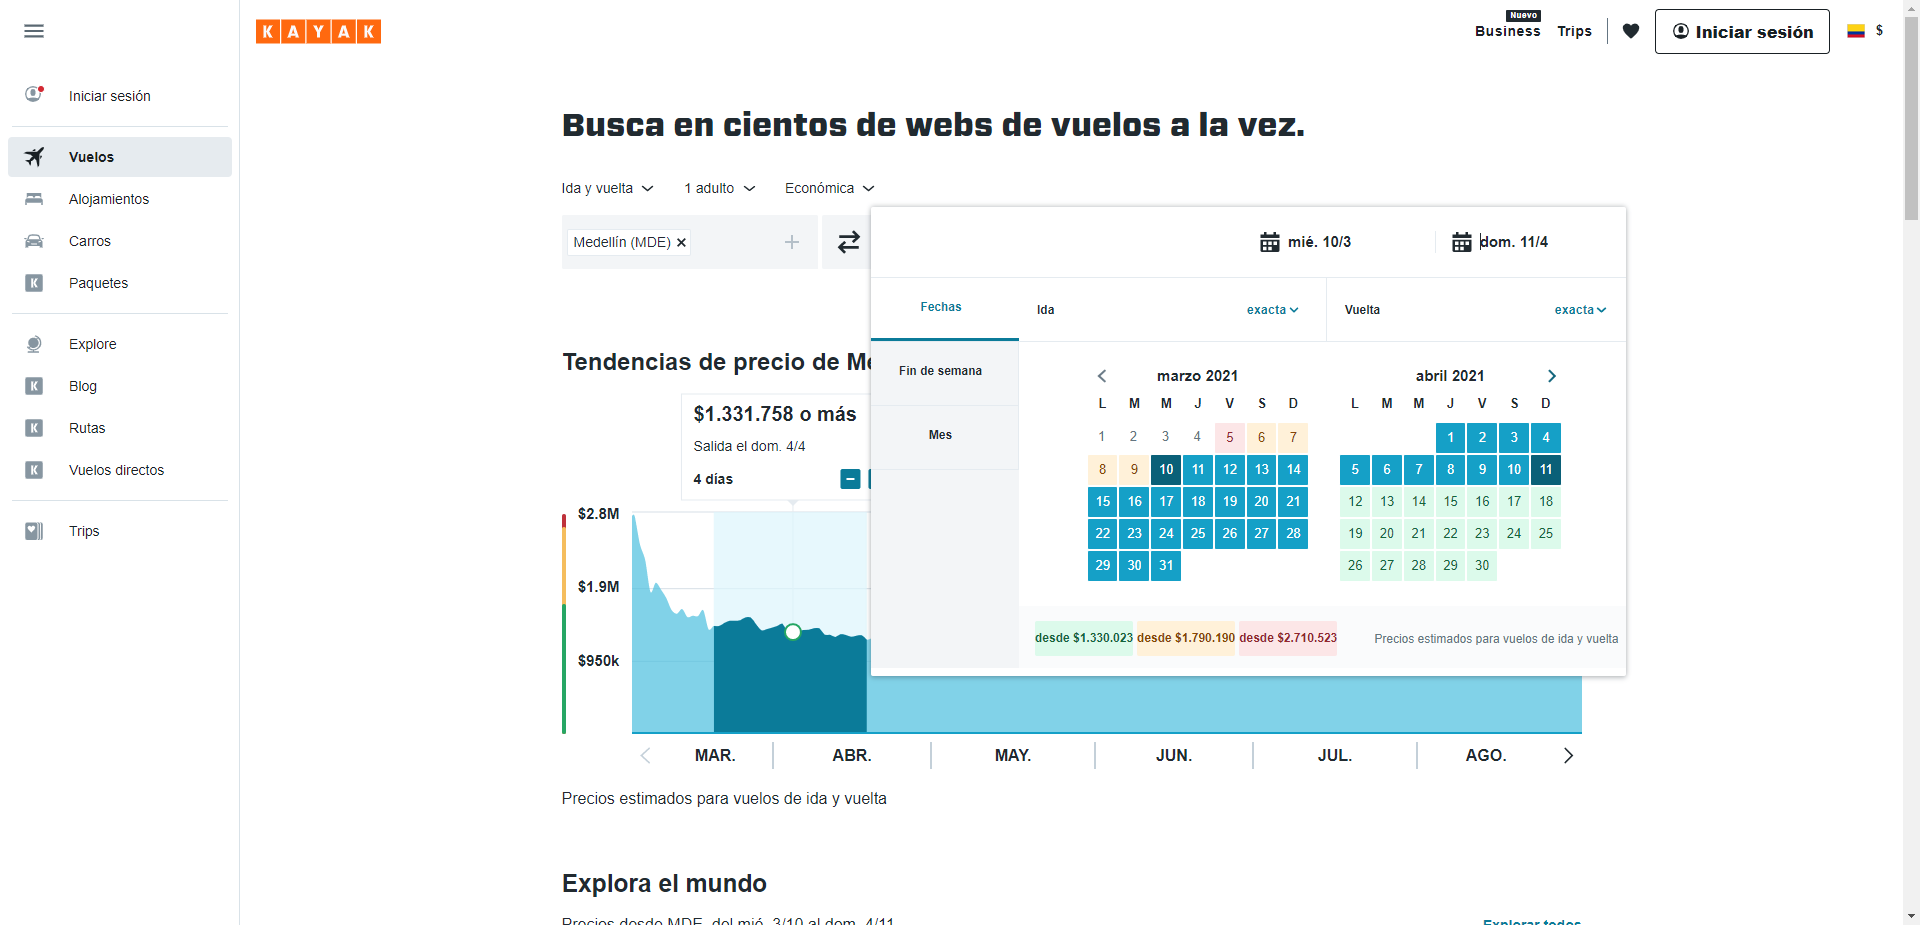 KAYAK
Nuevo
Business
Trips
Iniciar sesión
$
Iniciar sesión
Vuelos
Alojamientos
Carros
K Paquetes
Explore
K Blog
K Rutas
K Vuelos directos
Trips
Busca en cientos de webs de vuelos a la vez.
Ida y vuelta 1 adulto Económica
Medellín (MDE)
mié. 10/3 dom. 11/4
Fechas Ida exacta Vuelta exacta
Fin de semana
Mes
marzo 2021
L M M J V S D
1 2 3 4 5 6 7
8 9 10 11 12 13 14
15 16 17 18 19 20 21
22 23 24 25 26 27 28
29 30 31
abril 2021
L M M J V S D
1 2 3 4
5 6 7 8 9 10 11
12 13 14 15 16 17 18
19 20 21 22 23 24 25
26 27 28 29 30
desde $1.330.023 desde $1.790.190 desde $2.710.523 Precios estimados para vuelos de ida y vuelta
Tendencias de precio de
$1.331.758 o más
Salida el dom. 4/4
4 días
$2.8M
$1.9M
$950k
MAR. ABR. MAY. JUN. JUL. AGO.
Precios estimados para vuelos de ida y vuelta
Explora el mundo
Precios desde MDE, del mié. 3/10 al dom. 4/11
Explorar todos